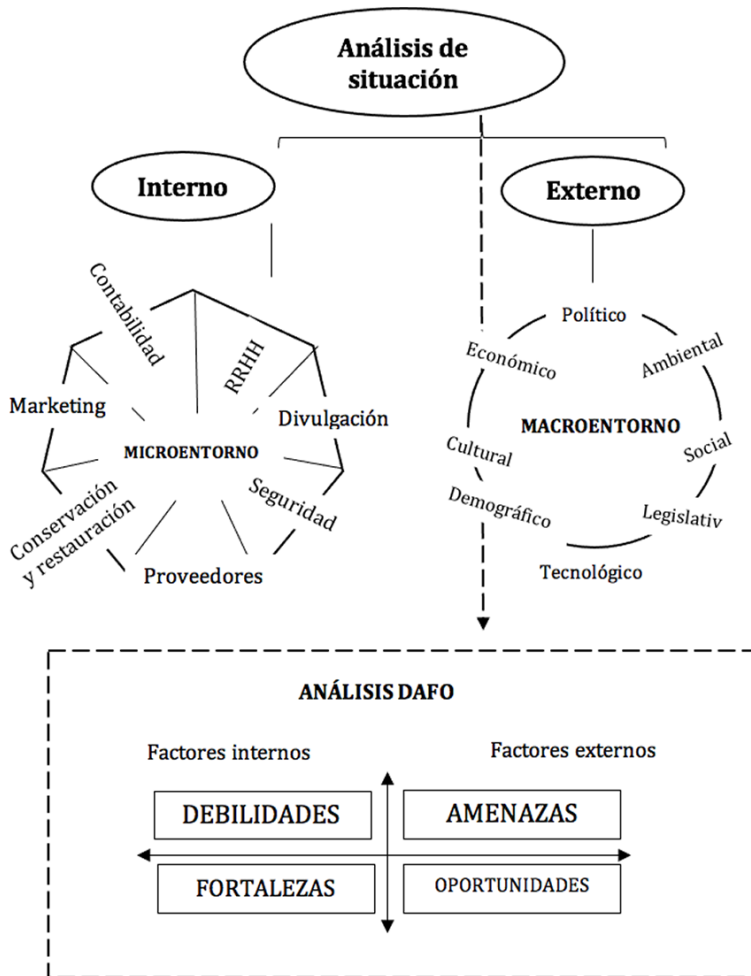 Análisis de
situación
Interno
Externo
Contabilidad
RRHH
Marketing
Divulgación
MICROENTORNO
Conservación
y restauración
Seguridad
Proveedores
Político
Económico
Ambiental
MACROENTORNO
Cultural
Social
Demográfico
Legislativ
Tecnológico
ANÁLISIS DAFO
Factores internos
Factores externos
DEBILIDADES
AMENAZAS
FORTALEZAS
OPORTUNIDADES